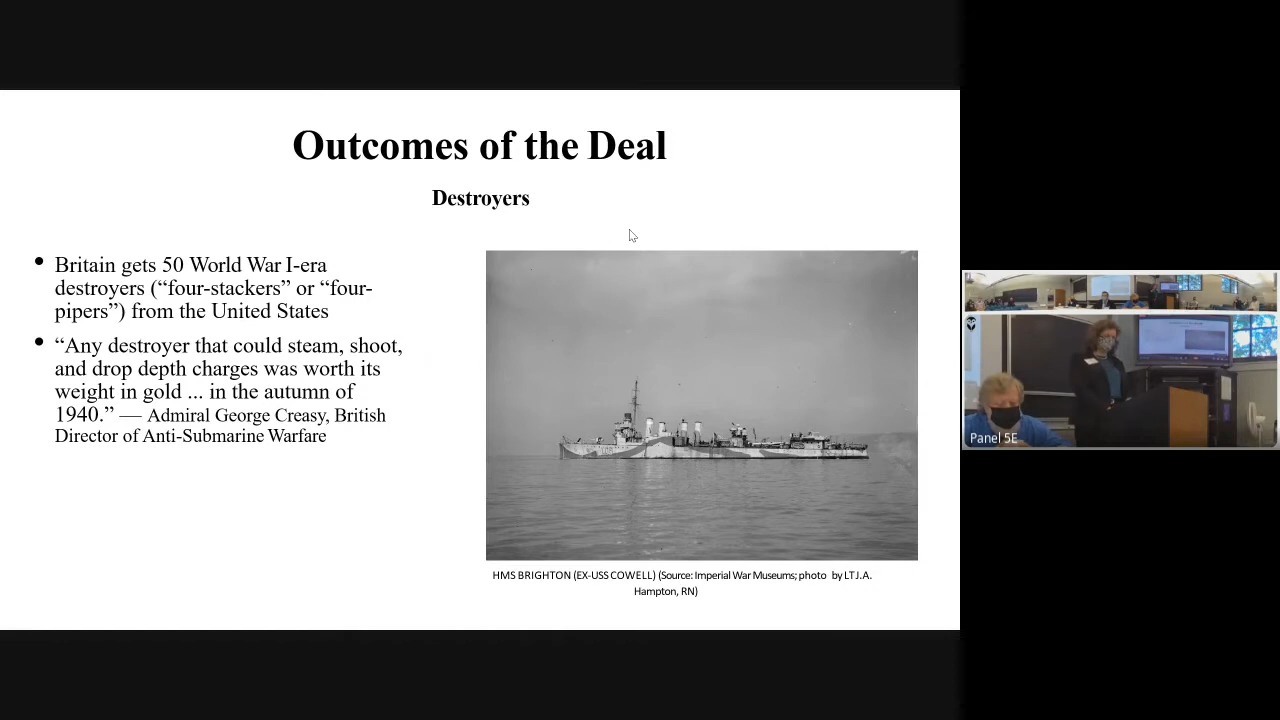 Outcomes of the Deal
Destroyers
• Britain gets 50 World War I-era
destroyers (“four-stackers” or “four-
pipers”) from the United States
• “Any destroyer that could steam, shoot,
and drop depth charges was worth its
weight in gold ... in the autumn of
1940.” — Admiral George Creasy, British
Director of Anti-Submarine Warfare
HMS BRIGHTON (EX-USS COWELL) (Source: Imperial War Museums; photo by LT J.A.
Hampton, RN)
Panel 5E